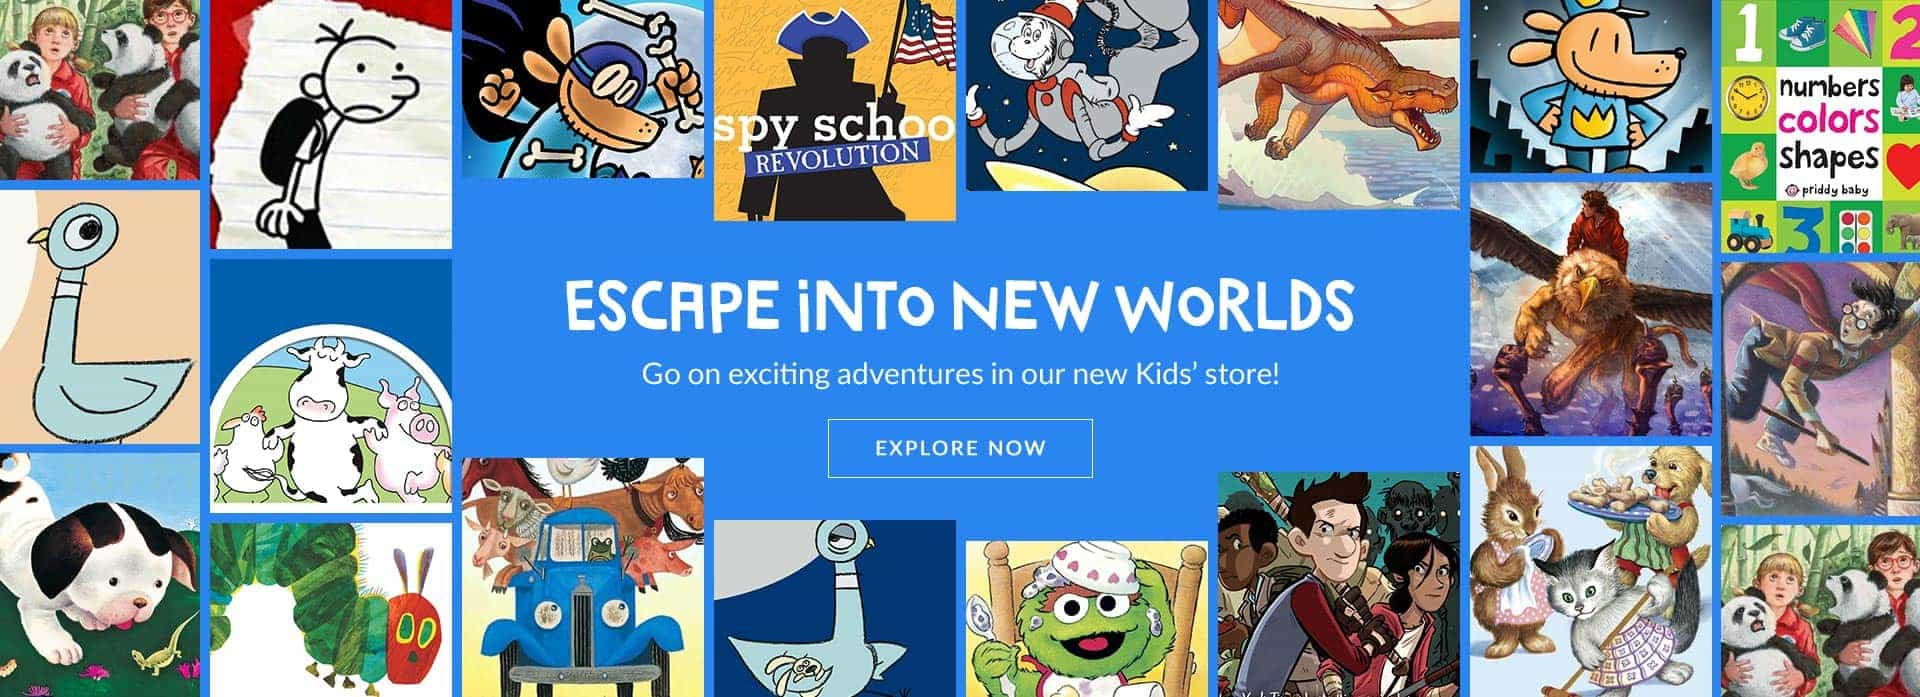 spy schoo
REVOLUTION
1
2
numbers
colors
shapes
priddy baby
3
ESCAPE iNTO NEW WORLDS
Go on exciting adventures in our new Kids' store!
EXPLORE NOW